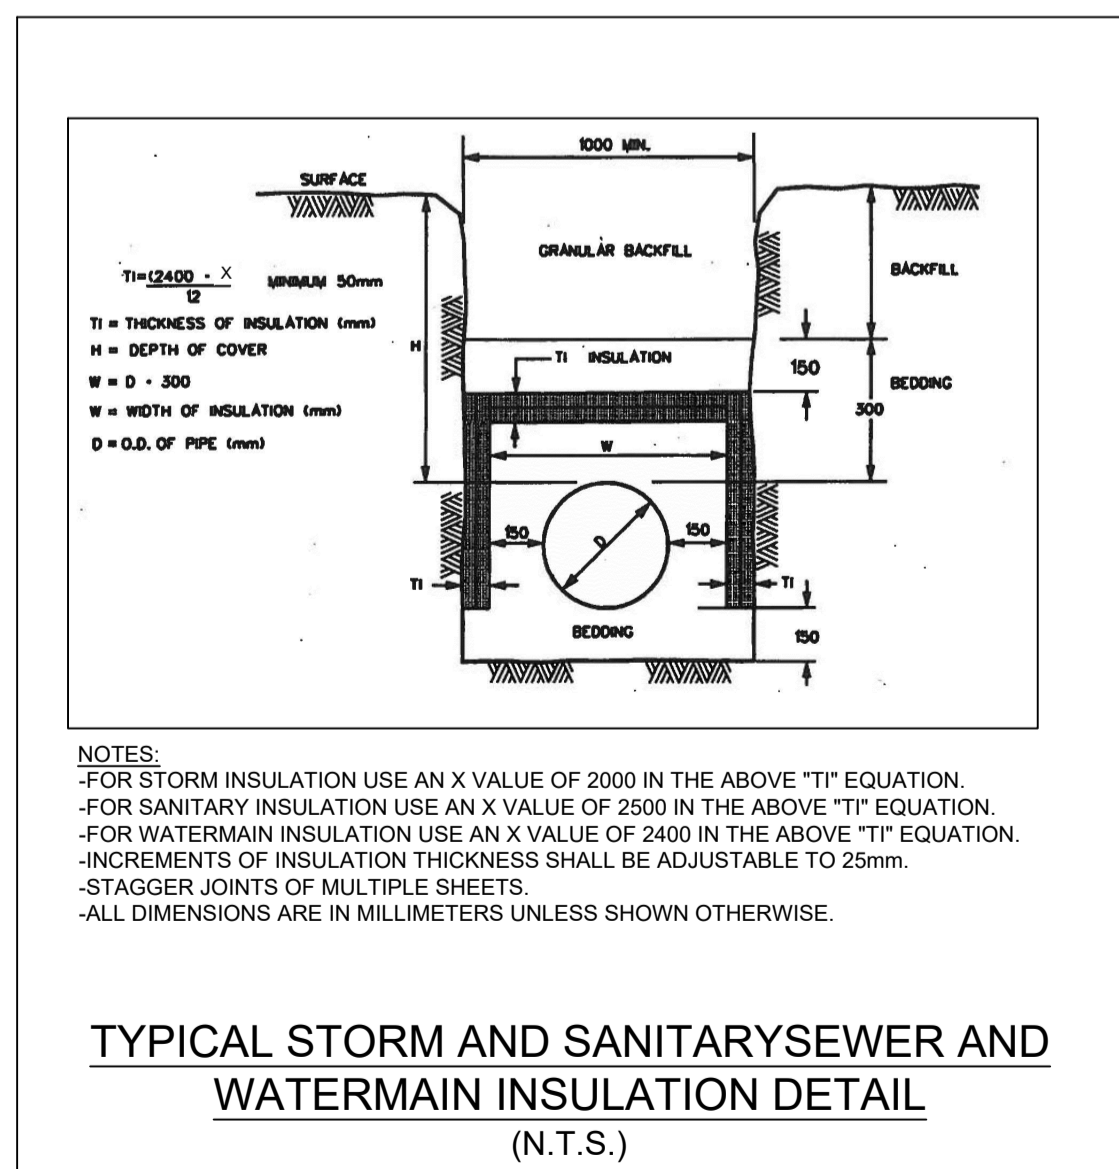 1000 MIN.
SURFACE
GRANULAR BACKFILL
BACKFILL
TI=(2400 - X
12
MINIMUM 50mm
TI = THICKNESS OF INSULATION (mm)
H = DEPTH OF COVER
W = D + 300
W = WIDTH OF INSULATION (mm)
D = O.D. OF PIPE (mm)
H
TI INSULATION
150
BEDDING
300
W
150
D
150
TI
TI
BEDDING
150
NOTES:
-FOR STORM INSULATION USE AN X VALUE OF 2000 IN THE ABOVE "TI" EQUATION.
-FOR SANITARY INSULATION USE AN X VALUE OF 2500 IN THE ABOVE "TI" EQUATION.
-FOR WATERMAIN INSULATION USE AN X VALUE OF 2400 IN THE ABOVE "TI" EQUATION.
-INCREMENTS OF INSULATION THICKNESS SHALL BE ADJUSTABLE TO 25mm.
-STAGGER JOINTS OF MULTIPLE SHEETS.
-ALL DIMENSIONS ARE IN MILLIMETERS UNLESS SHOWN OTHERWISE.
TYPICAL STORM AND SANITARYSEWER AND
WATERMAIN INSULATION DETAIL
(N.T.S.)